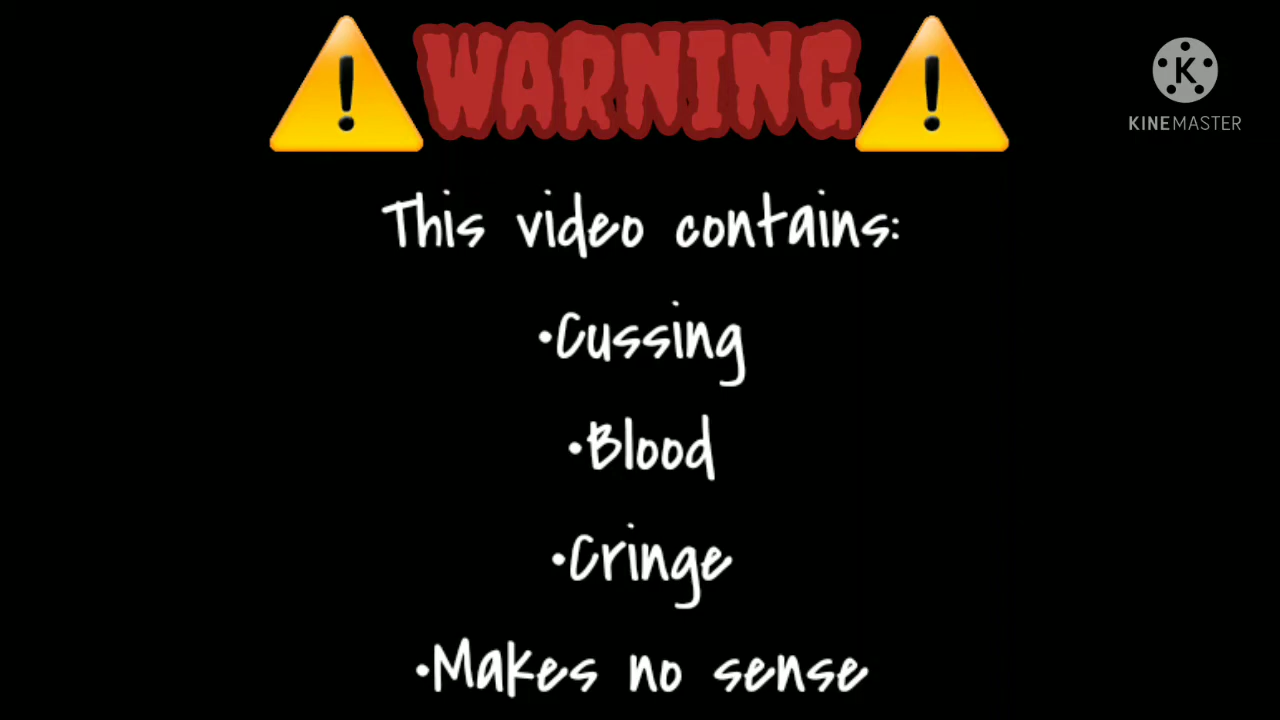 WARNING
KINEMASTER
This video contains:
•Cussing
•Blood
•Cringe
•Makes no sense